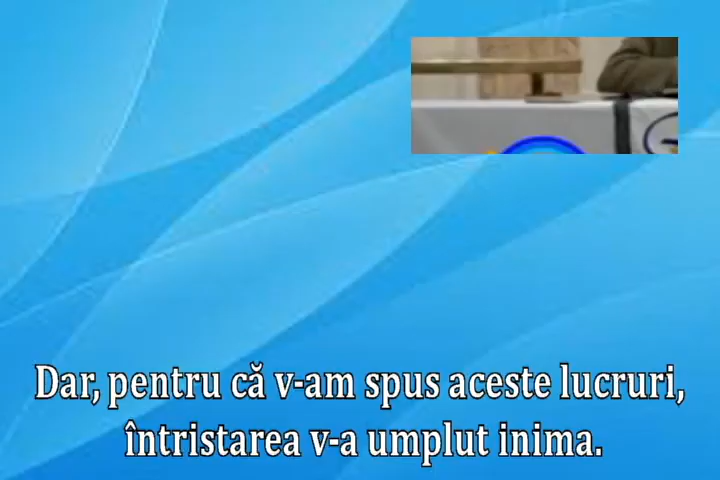 Dar, pentru că v-am spus aceste lucruri,
întristarea v-a umplut inima.